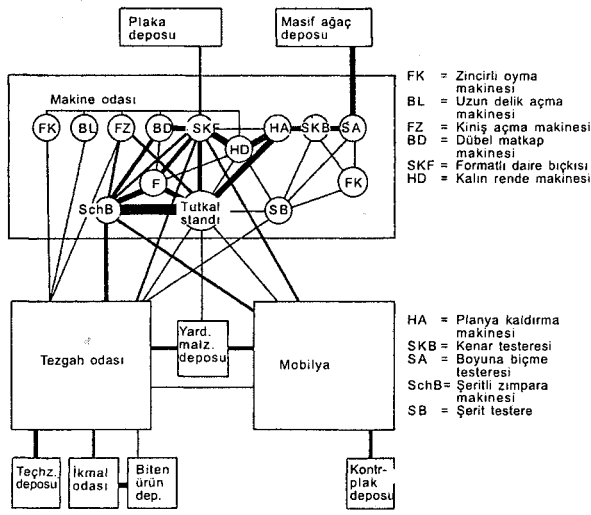 Plaka
deposu
Masif ağaç
deposu
Makine odası
FK
BL
FZ
BD
SKF
HD
HA
SKB
SA
F
FK
SchB
Tutkal
standı
SB
Tezgah odası
Yard.
malz.
deposu
Mobilya
Teçhz.
deposu
İkmal
odası
Biten
ürün
dep.
Kontr-
plak
deposu
FK = Zincirli oyma
makinesi
BL = Uzun delik açma
makinesi
FZ = Kiniş açma makinesi
BD = Dübel matkap
makinesi
SKF = Formatlı daire bıçkısı
HD = Kalın rende makinesi
HA = Planya kaldırma
makinesi
SKB = Kenar testeresi
SA = Boyuna biçme
testeresi
SchB = Şeritli zımpara
makinesi
SB = Şerit testere